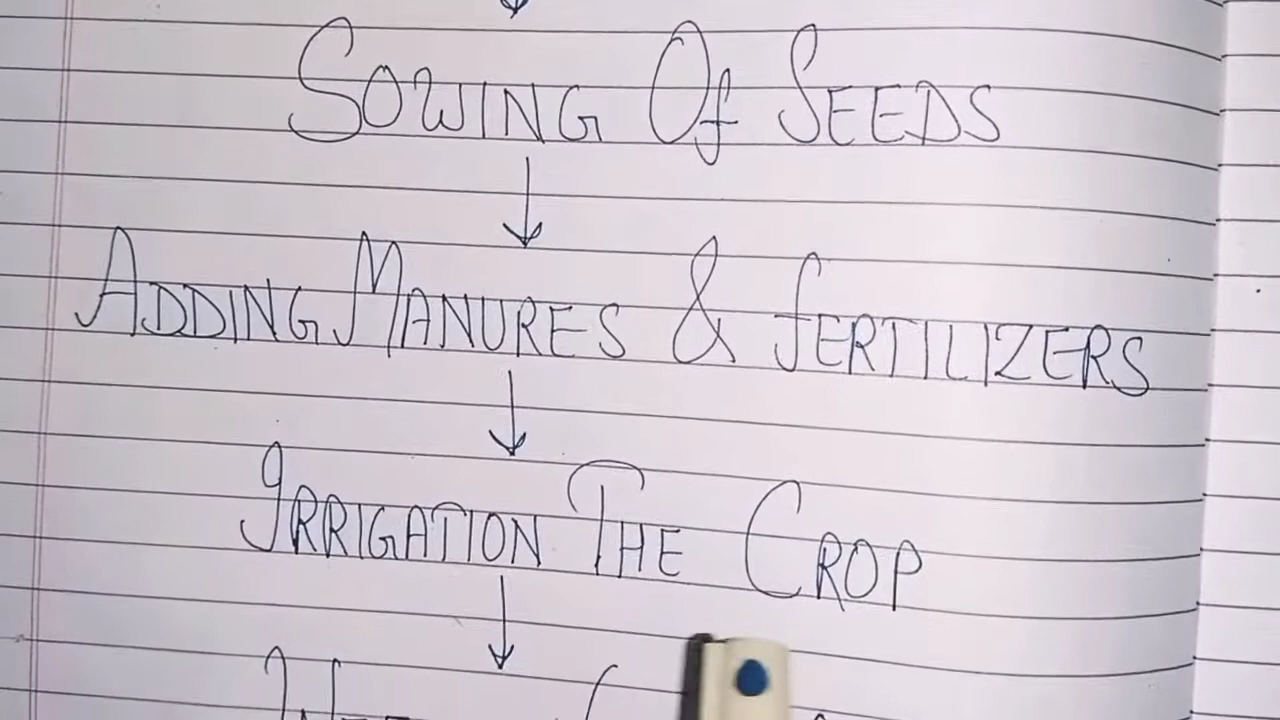 Sowing Of Seeds
Adding Manures & Fertilizers
Irrigation The Crop